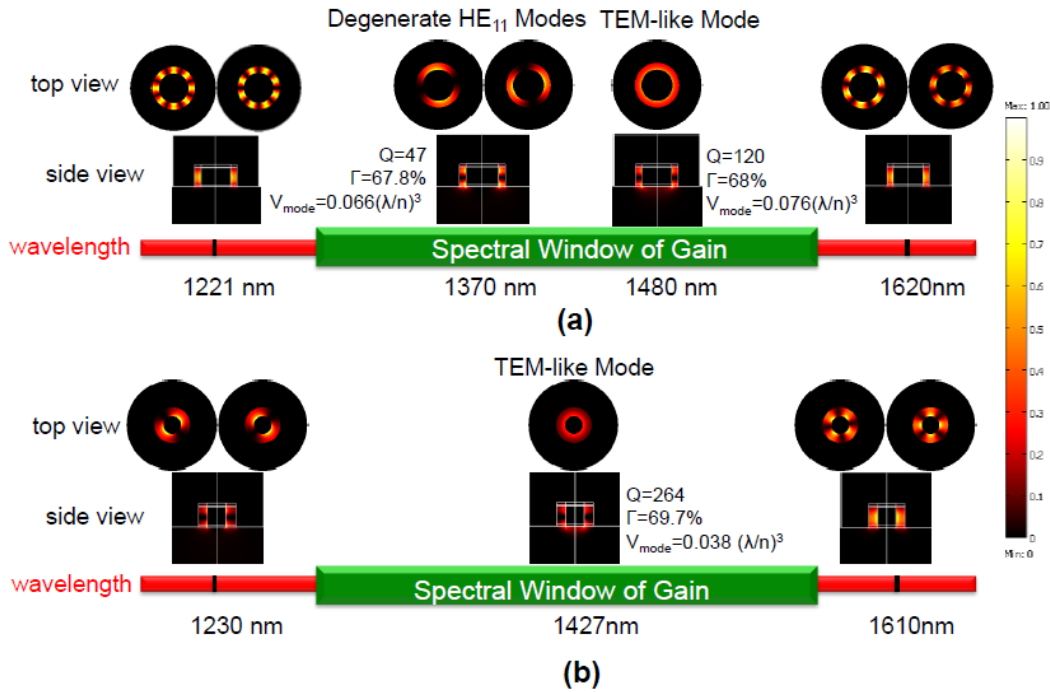 Degenerate HE₁₁ Modes TEM-like Mode
top view
Max: 1.00
side view
Q=47
Γ=67.8%
V_mode=0.066(λ/n)³
Q=120
Γ=68%
V_mode=0.076(λ/n)³
wavelength
Spectral Window of Gain
1221 nm 1370 nm 1480 nm 1620nm
(a)
1
0.9
0.8
0.7
0.6
0.5
0.4
0.3
0.2
0.1
0
Min: 0
TEM-like Mode
top view
side view
Q=264
Γ=69.7%
V_mode=0.038 (λ/n)³
wavelength
Spectral Window of Gain
1230 nm 1427nm 1610nm
(b)